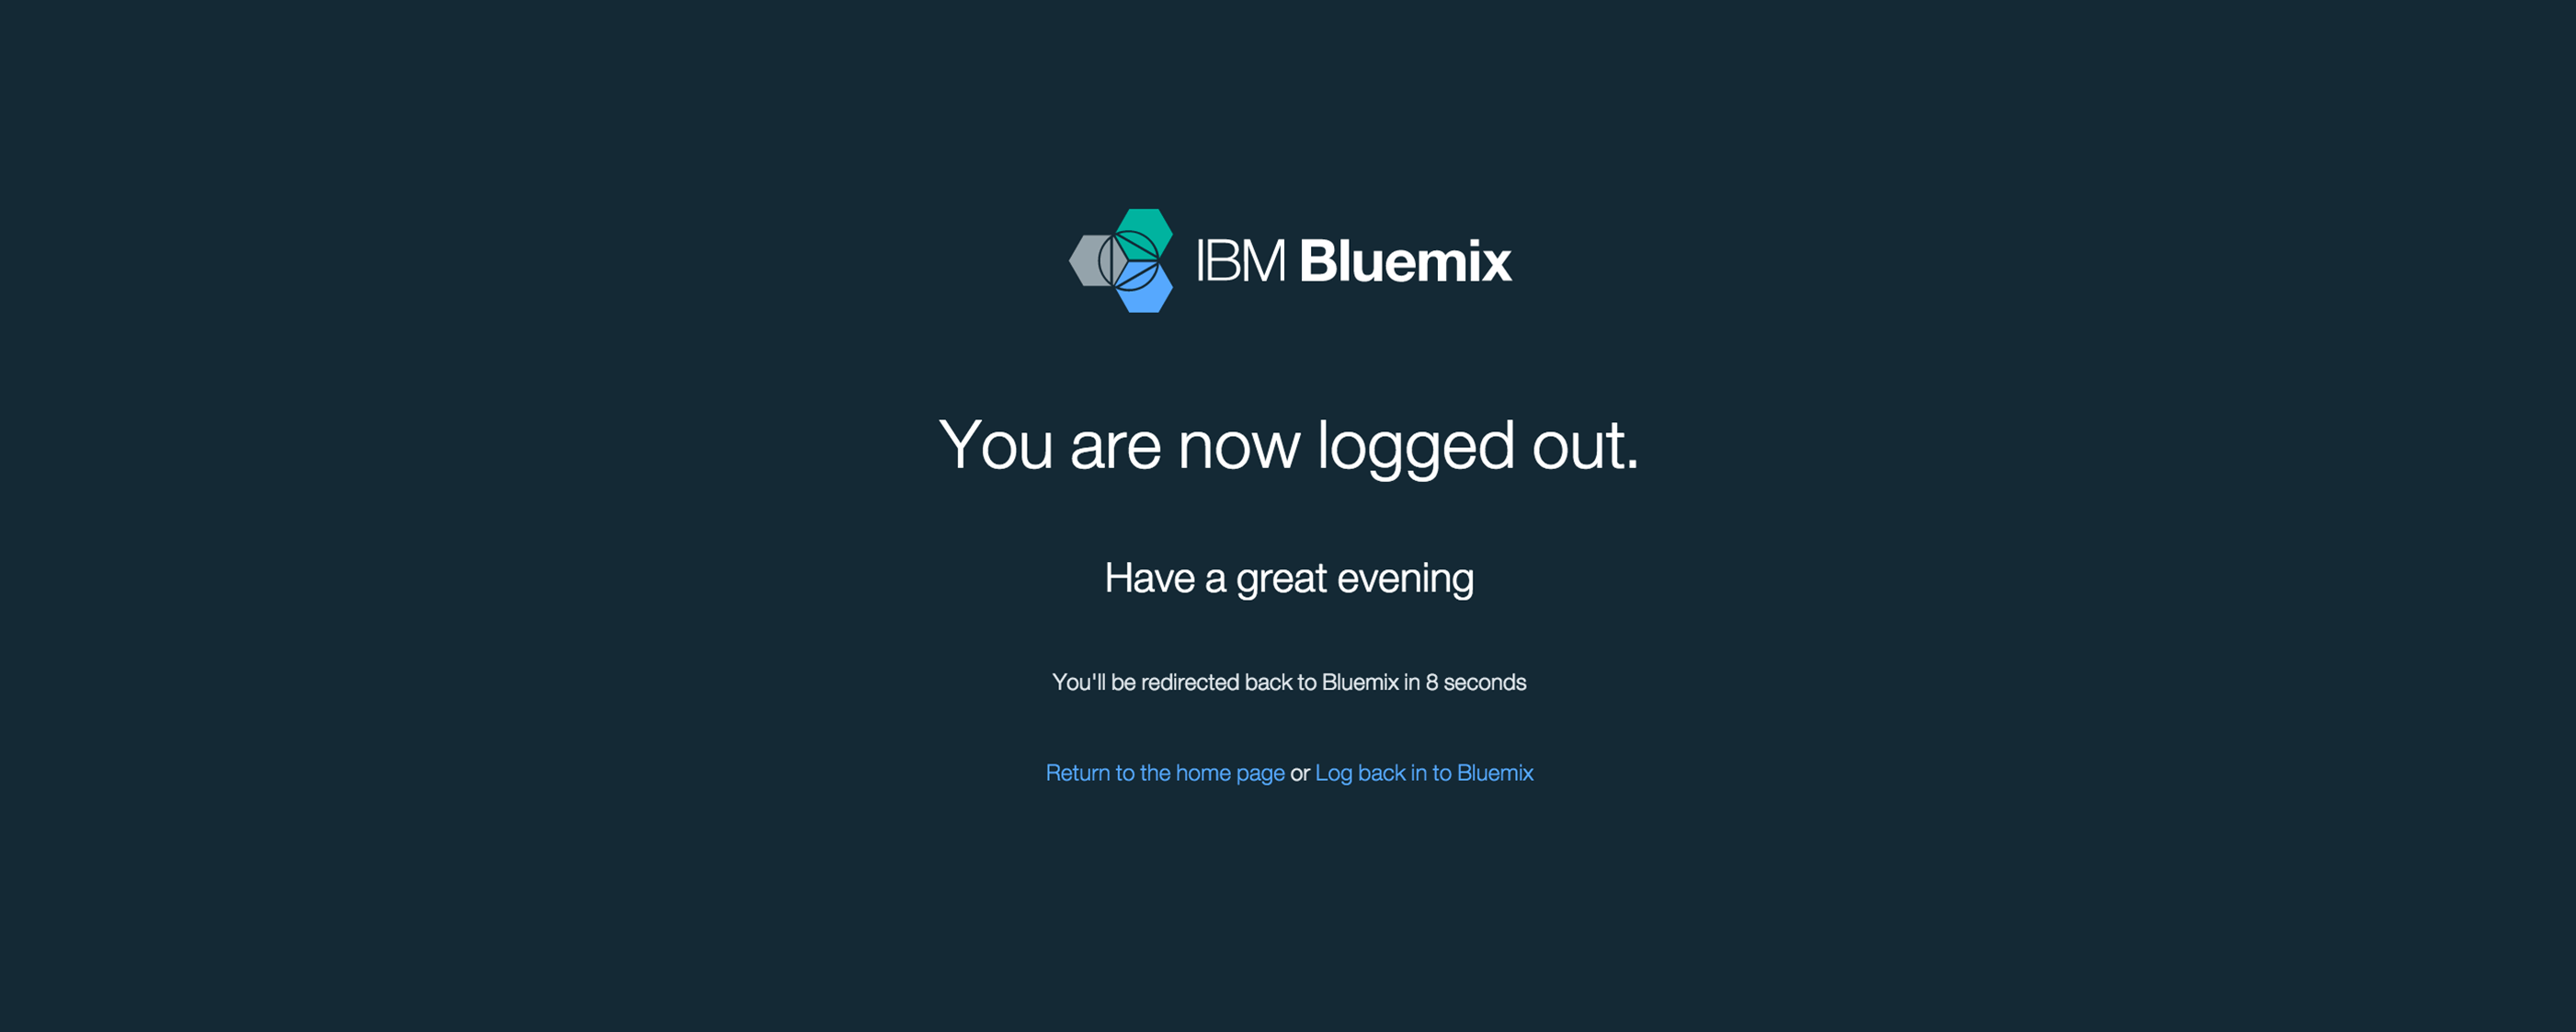 IBM Bluemix
You are now logged out.
Have a great evening
You'll be redirected back to Bluemix in 8 seconds
Return to the home page or Log back in to Bluemix